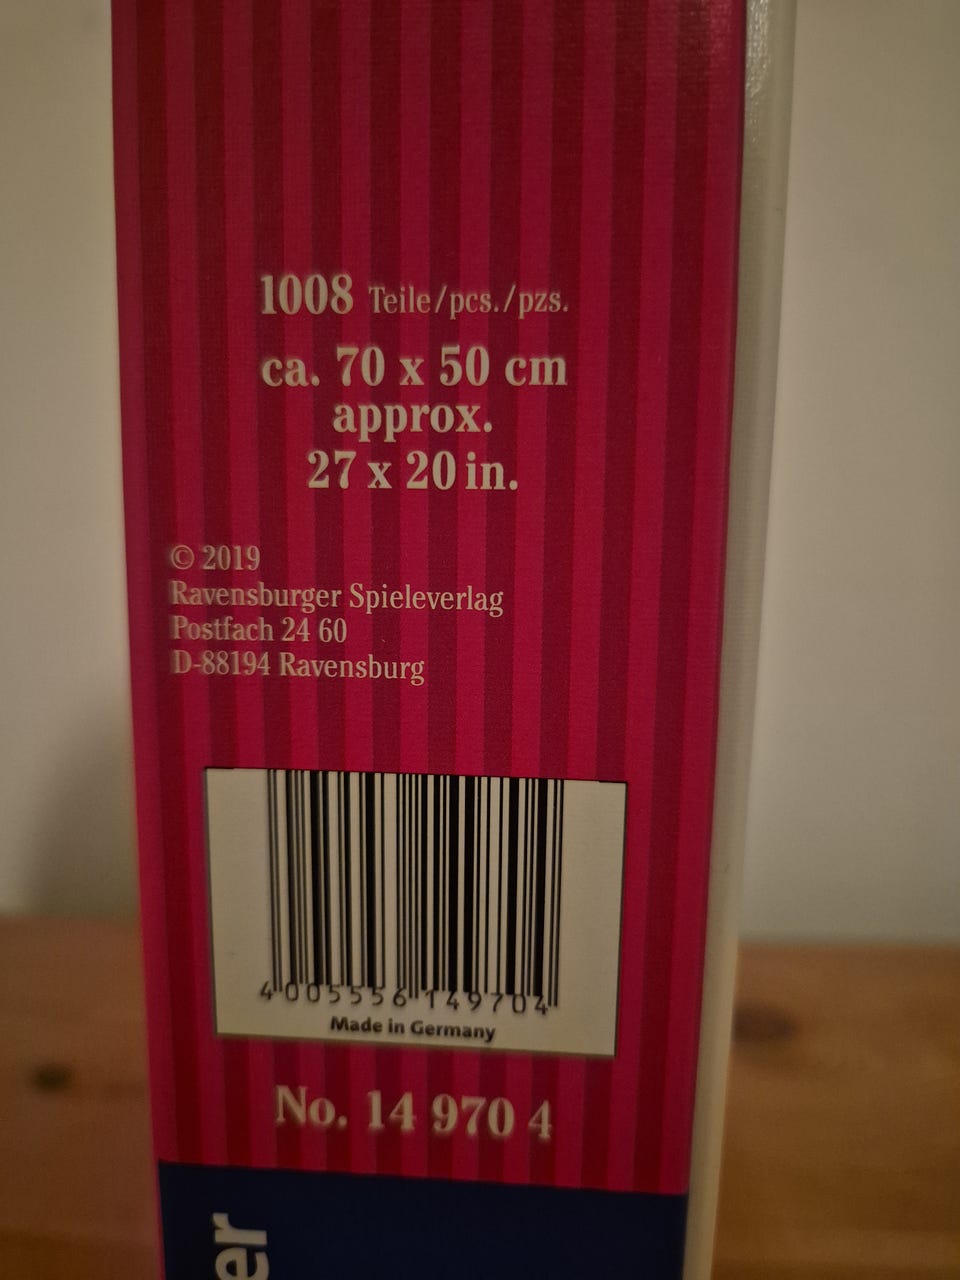 1008 Teile/pcs./pzs.
ca. 70 x 50 cm
approx.
27 x 20 in.
© 2019
Ravensburger Spieleverlag
Postfach 24 60
D-88194 Ravensburg
4 005556 149704
Made in Germany
No. 14 970 4
er